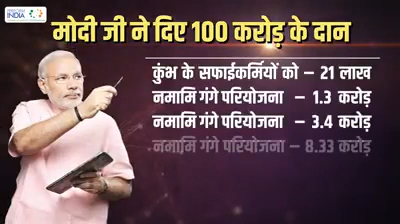 INDIA
मोदी जी ने दिए 100 करोड़ के दान
कुंभ के सफाईकर्मियों को – 21 लाख
नमामि गंगे परियोजना – 1.3 करोड़
नमामि गंगे परियोजना – 3.4 करोड़
नमामि गंगे परियोजना – 8.33 करोड़